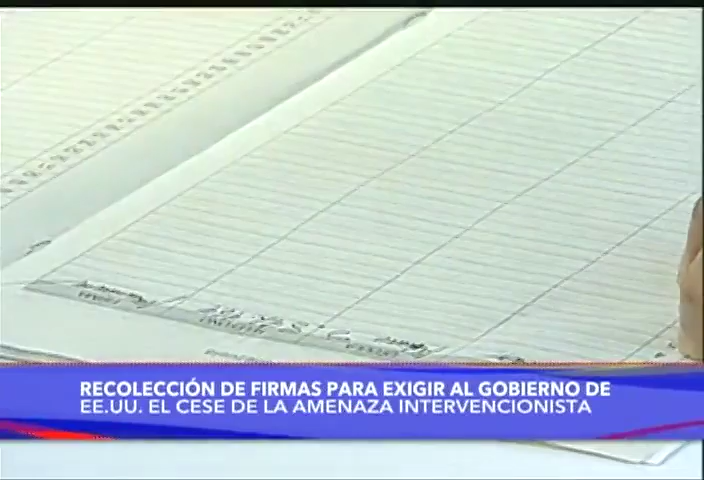 RECOLECCIÓN DE FIRMAS PARA EXIGIR AL GOBIERNO DE
EE.UU. EL CESE DE LA AMENAZA INTERVENCIONISTA